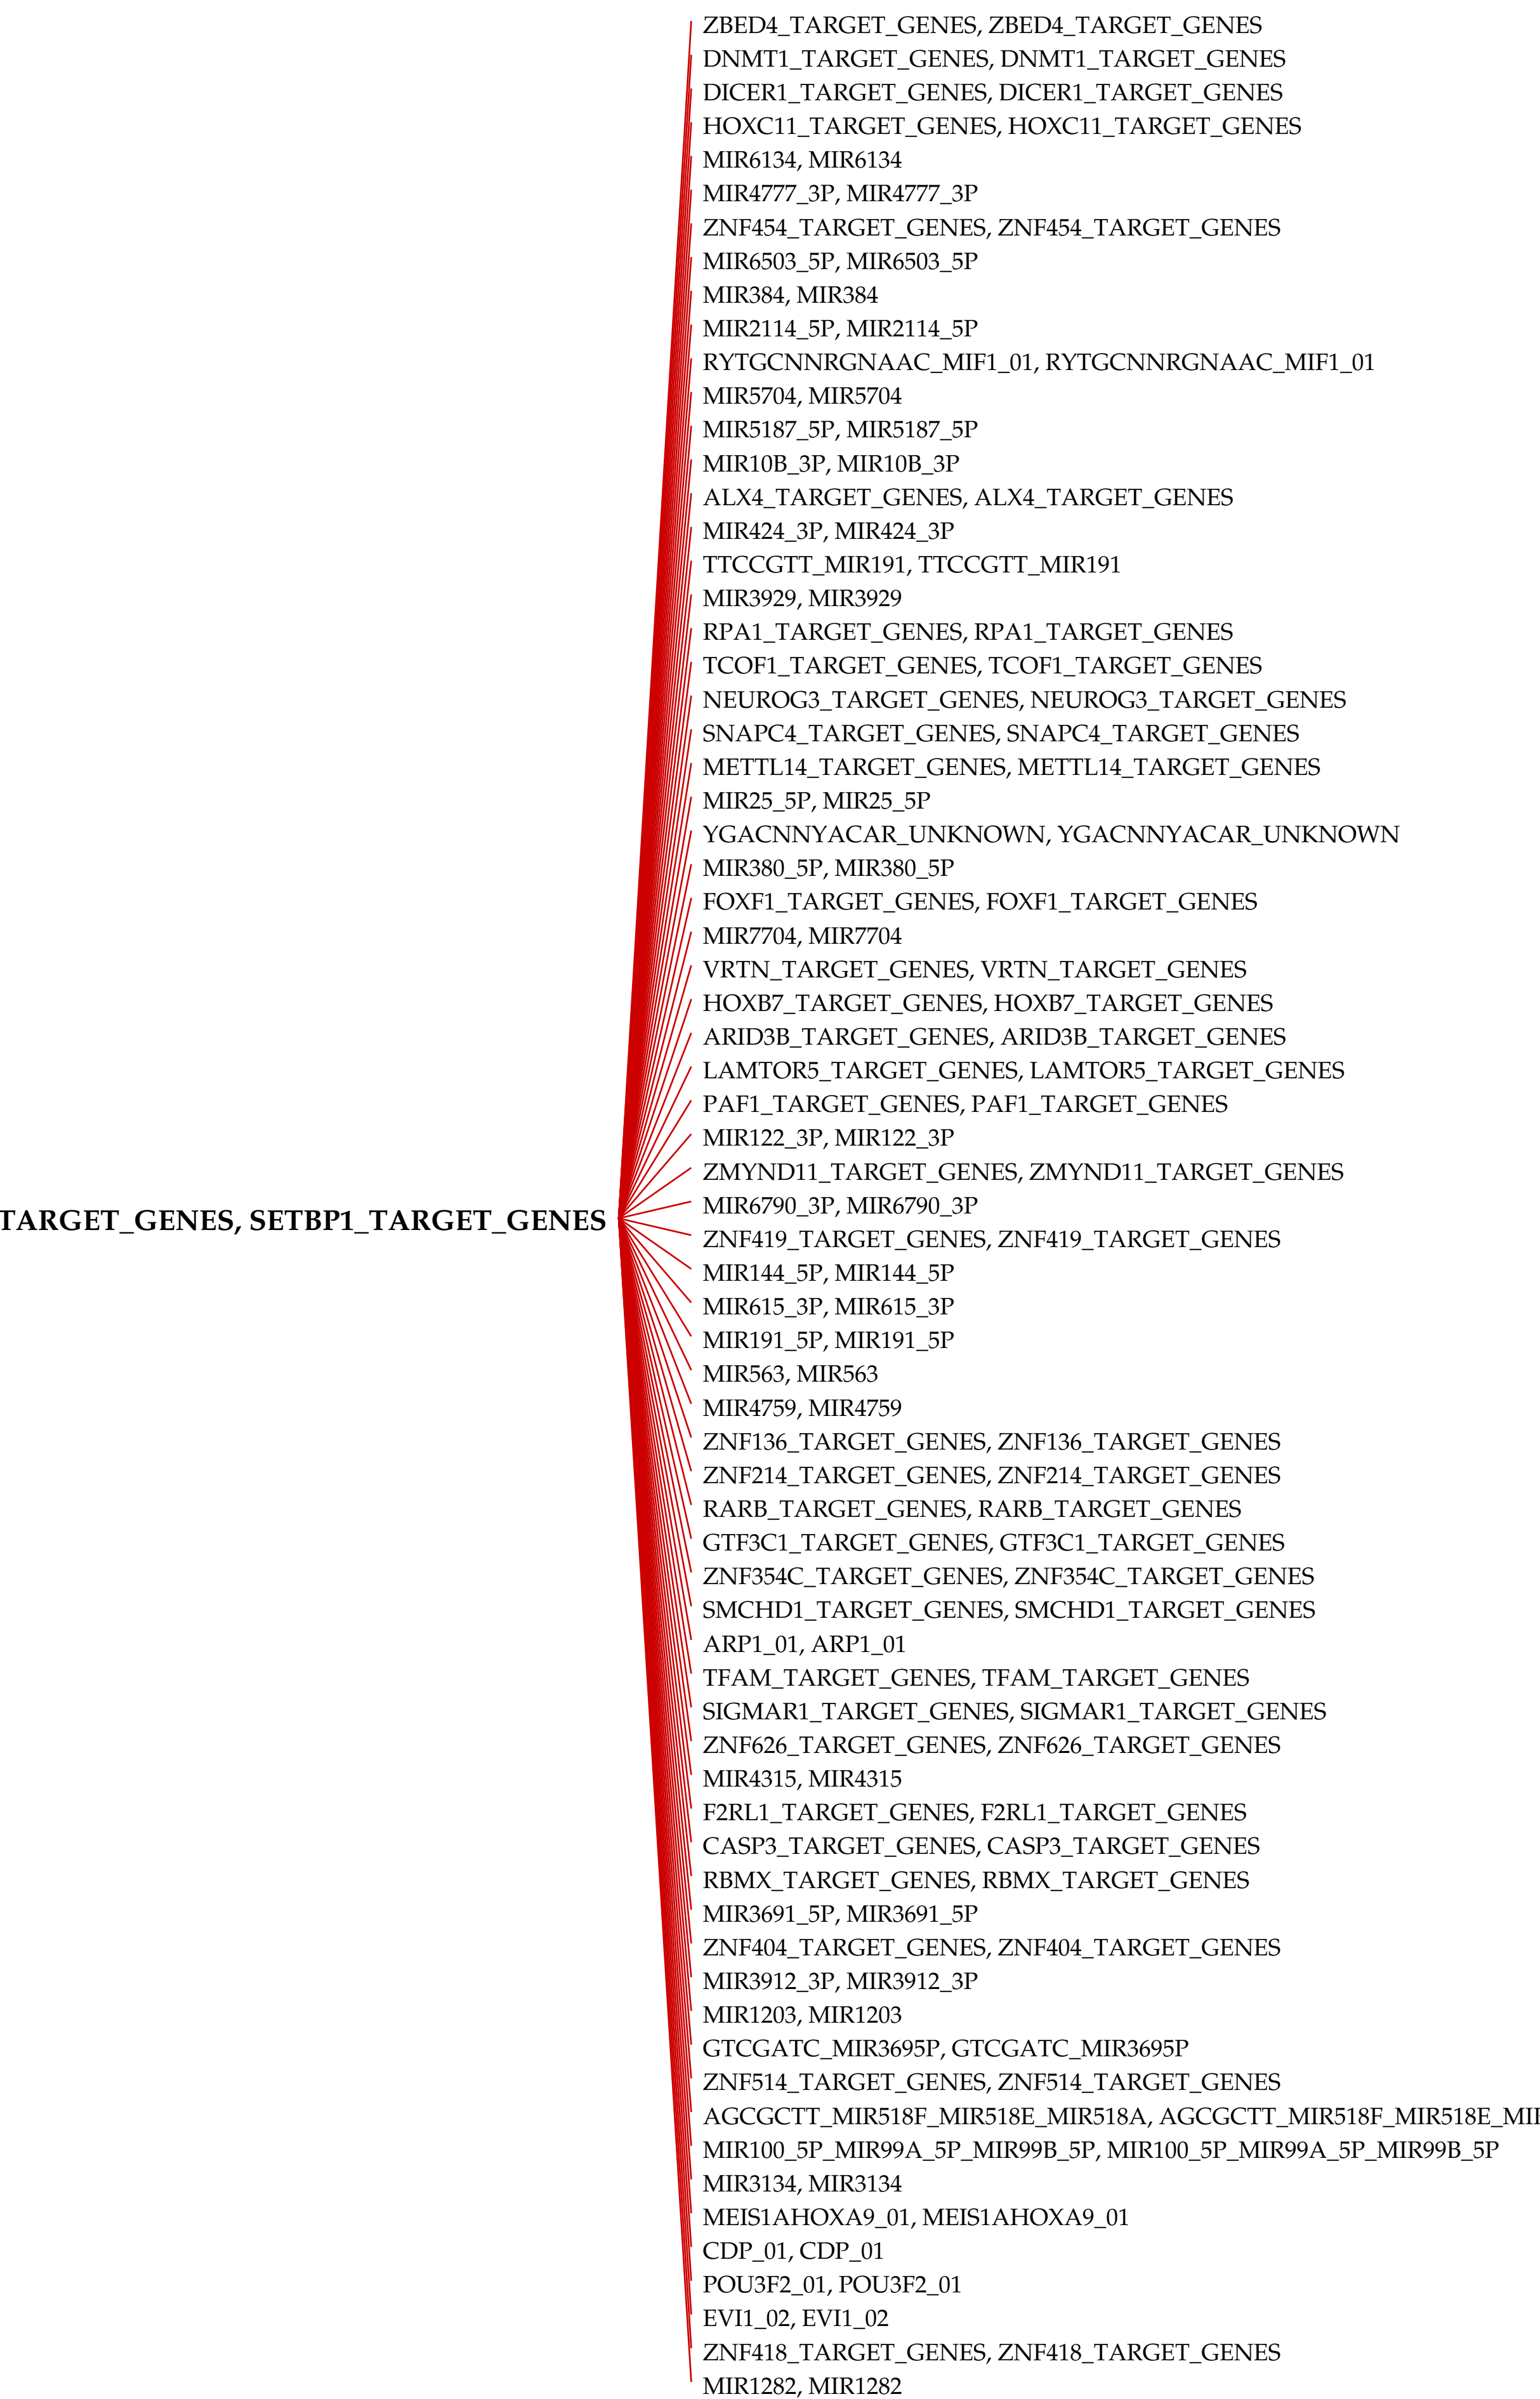 ZBED4_TARGET_GENES, ZBED4_TARGET_GENES
DNMT1_TARGET_GENES, DNMT1_TARGET_GENES
DICER1_TARGET_GENES, DICER1_TARGET_GENES
HOXC11_TARGET_GENES, HOXC11_TARGET_GENES
MIR6134, MIR6134
MIR4777_3P, MIR4777_3P
ZNF454_TARGET_GENES, ZNF454_TARGET_GENES
MIR6503_5P, MIR6503_5P
MIR384, MIR384
MIR2114_5P, MIR2114_5P
RYTGCNNRGNAAC_MIF1_01, RYTGCNNRGNAAC_MIF1_01
MIR5704, MIR5704
MIR5187_5P, MIR5187_5P
MIR10B_3P, MIR10B_3P
ALX4_TARGET_GENES, ALX4_TARGET_GENES
MIR424_3P, MIR424_3P
TTCCGTT_MIR191, TTCCGTT_MIR191
MIR3929, MIR3929
RPA1_TARGET_GENES, RPA1_TARGET_GENES
TCOF1_TARGET_GENES, TCOF1_TARGET_GENES
NEUROG3_TARGET_GENES, NEUROG3_TARGET_GENES
SNAPC4_TARGET_GENES, SNAPC4_TARGET_GENES
METTL14_TARGET_GENES, METTL14_TARGET_GENES
MIR25_5P, MIR25_5P
YGACNNYACAR_UNKNOWN, YGACNNYACAR_UNKNOWN
MIR380_5P, MIR380_5P
FOXF1_TARGET_GENES, FOXF1_TARGET_GENES
MIR7704, MIR7704
VRTN_TARGET_GENES, VRTN_TARGET_GENES
HOXB7_TARGET_GENES, HOXB7_TARGET_GENES
ARID3B_TARGET_GENES, ARID3B_TARGET_GENES
LAMTOR5_TARGET_GENES, LAMTOR5_TARGET_GENES
PAF1_TARGET_GENES, PAF1_TARGET_GENES
MIR122_3P, MIR122_3P
ZMYND11_TARGET_GENES, ZMYND11_TARGET_GENES
MIR6790_3P, MIR6790_3P
TARGET_GENES, SETBP1_TARGET_GENES
ZNF419_TARGET_GENES, ZNF419_TARGET_GENES
MIR144_5P, MIR144_5P
MIR615_3P, MIR615_3P
MIR191_5P, MIR191_5P
MIR563, MIR563
MIR4759, MIR4759
ZNF136_TARGET_GENES, ZNF136_TARGET_GENES
ZNF214_TARGET_GENES, ZNF214_TARGET_GENES
RARB_TARGET_GENES, RARB_TARGET_GENES
GTF3C1_TARGET_GENES, GTF3C1_TARGET_GENES
ZNF354C_TARGET_GENES, ZNF354C_TARGET_GENES
SMCHD1_TARGET_GENES, SMCHD1_TARGET_GENES
ARP1_01, ARP1_01
TFAM_TARGET_GENES, TFAM_TARGET_GENES
SIGMAR1_TARGET_GENES, SIGMAR1_TARGET_GENES
ZNF626_TARGET_GENES, ZNF626_TARGET_GENES
MIR4315, MIR4315
F2RL1_TARGET_GENES, F2RL1_TARGET_GENES
CASP3_TARGET_GENES, CASP3_TARGET_GENES
RBMX_TARGET_GENES, RBMX_TARGET_GENES
MIR3691_5P, MIR3691_5P
ZNF404_TARGET_GENES, ZNF404_TARGET_GENES
MIR3912_3P, MIR3912_3P
MIR1203, MIR1203
GTCGATC_MIR3695P, GTCGATC_MIR3695P
ZNF514_TARGET_GENES, ZNF514_TARGET_GENES
AGCGCTT_MIR518F_MIR518E_MIR518A, AGCGCTT_MIR518F_MIR518E_MI
MIR100_5P_MIR99A_5P_MIR99B_5P, MIR100_5P_MIR99A_5P_MIR99B_5P
MIR3134, MIR3134
MEIS1AHOXA9_01, MEIS1AHOXA9_01
CDP_01, CDP_01
POU3F2_01, POU3F2_01
EVI1_02, EVI1_02
ZNF418_TARGET_GENES, ZNF418_TARGET_GENES
MIR1282, MIR1282